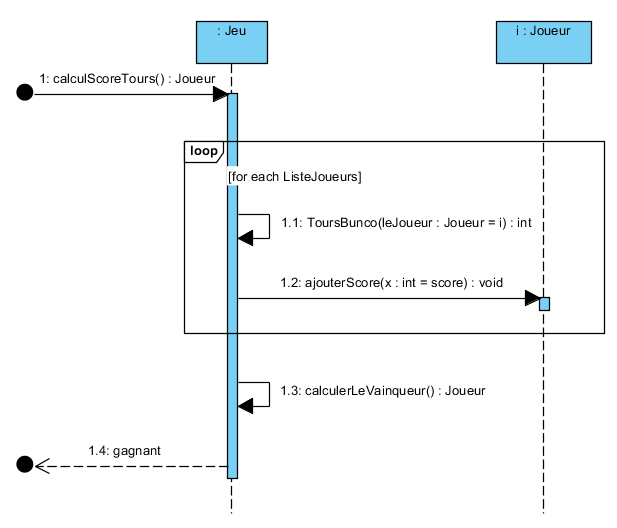 : Jeu
i : Joueur
1: calculScoreTours() : Joueur
loop
[for each ListeJoueurs]
1.1: ToursBunco(leJoueur : Joueur = i) : int
1.2: ajouterScore(x : int = score) : void
1.3: calculerLeVainqueur() : Joueur
1.4: gagnant